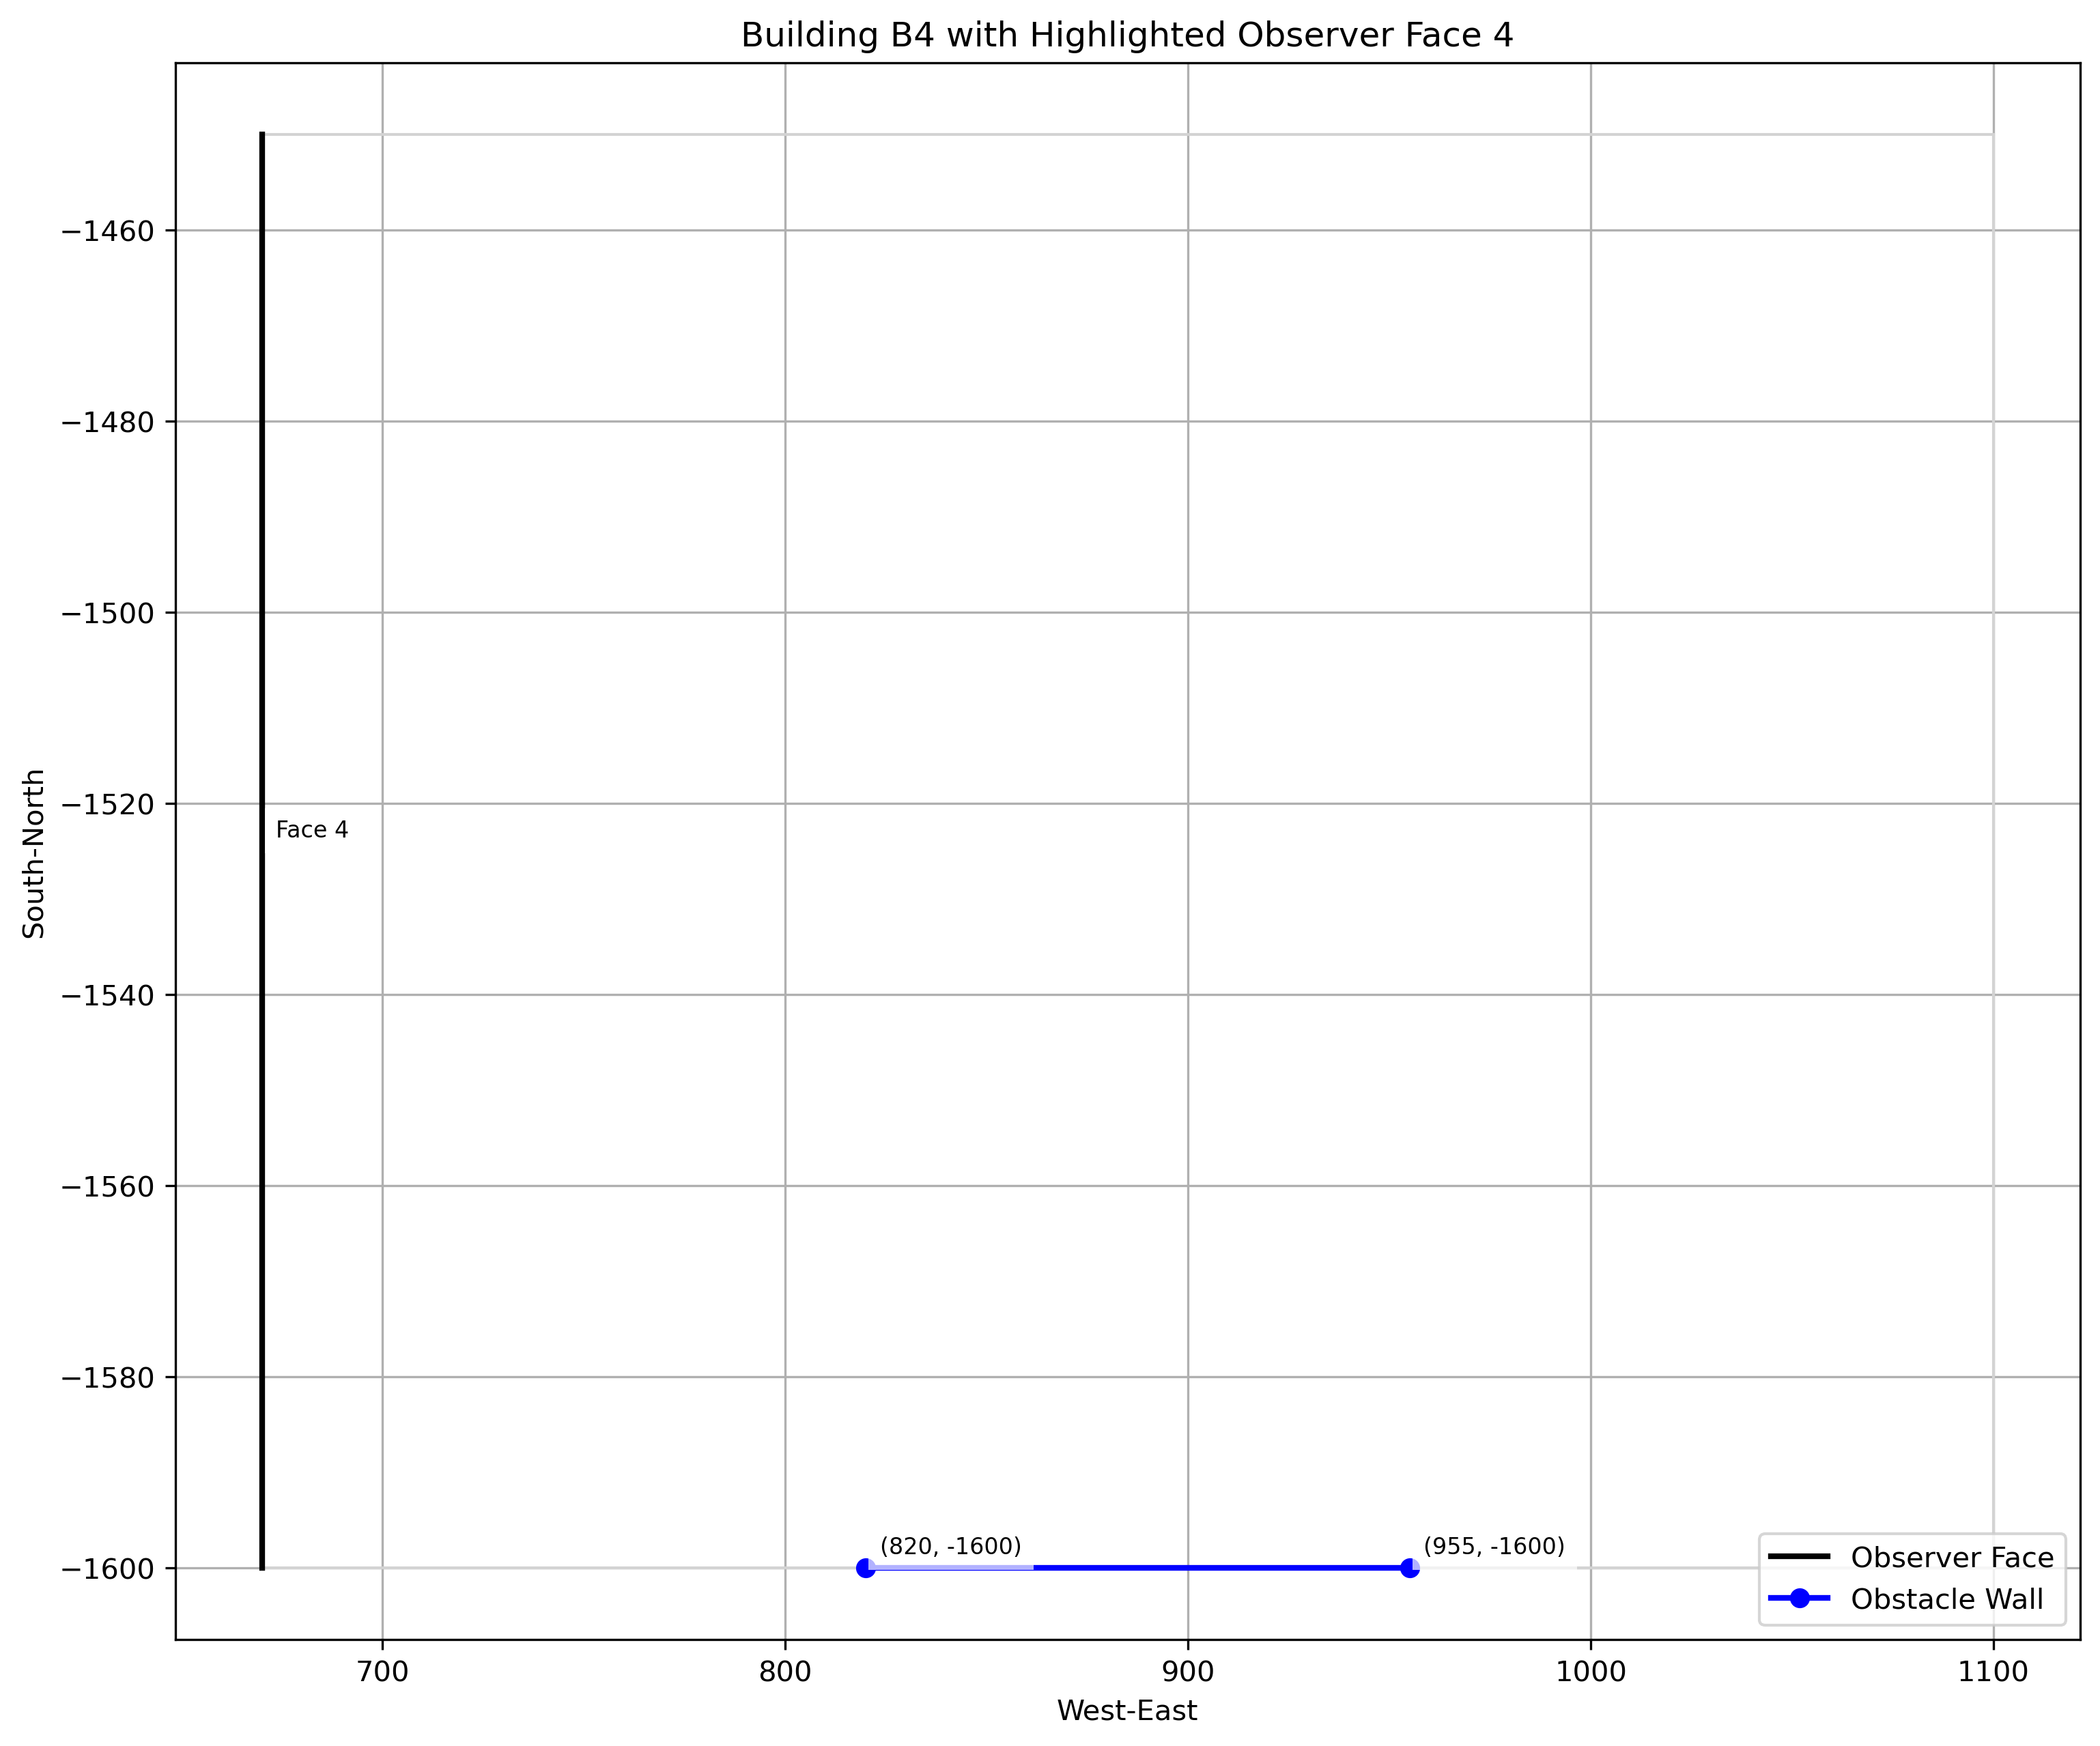 Building B4 with Highlighted Observer Face 4
South-North
−1460
−1480
−1500
−1520
−1540
−1560
−1580
−1600
Face 4
(820, -1600)
(955, -1600)
Observer Face
Obstacle Wall
700
800
900
1000
1100
West-East